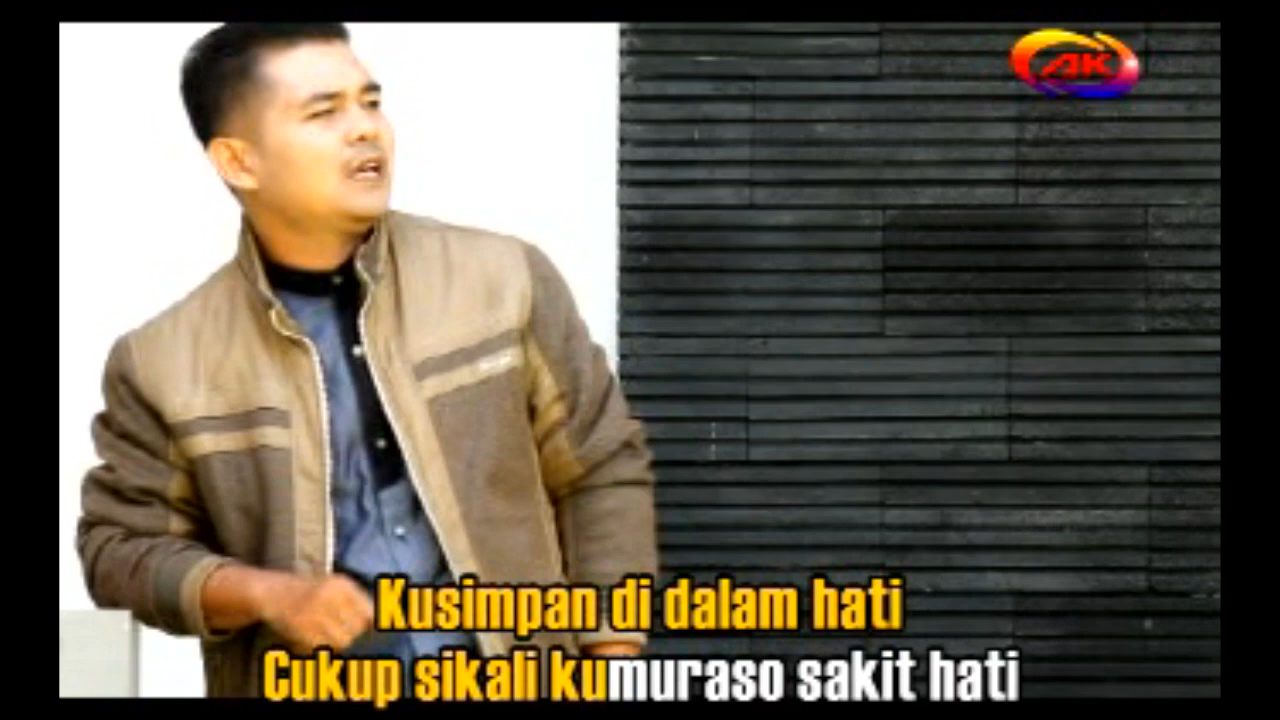 AK
Kusimpan di dalam hati
Cukup sikali kumuraso sakit hati